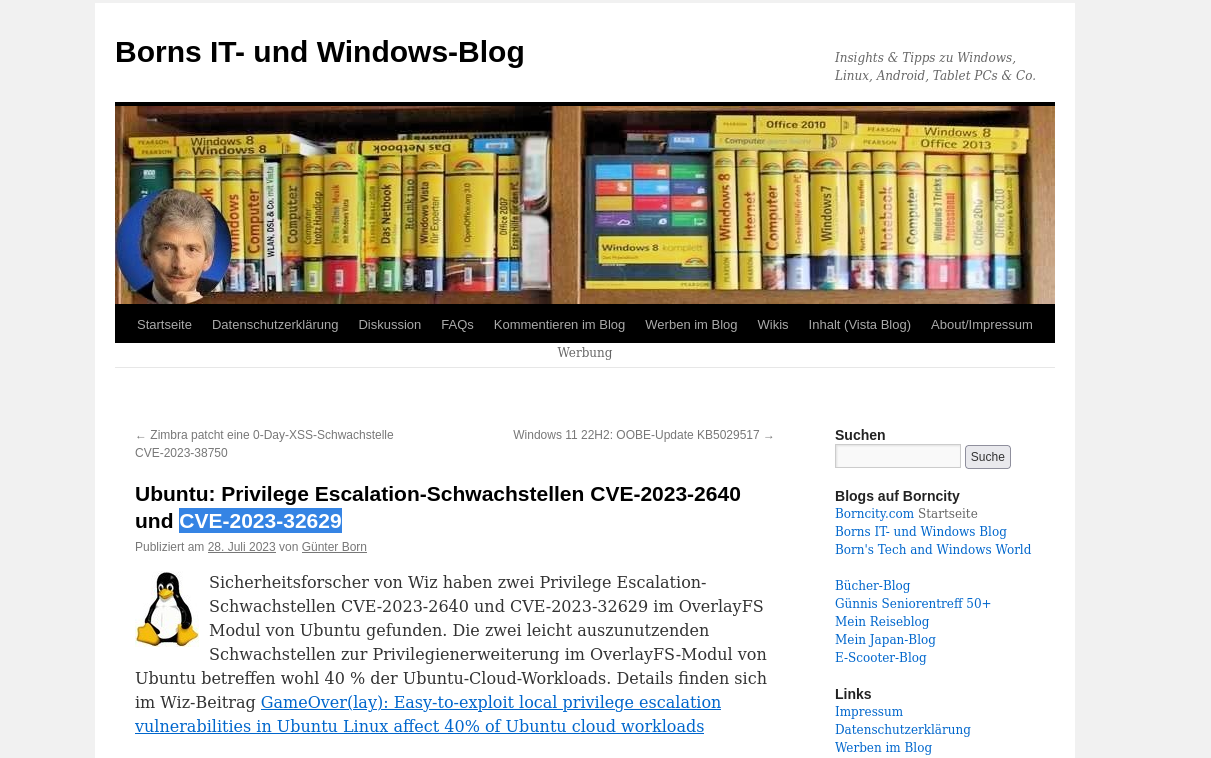 Borns IT- und Windows-Blog
Insights & Tipps zu Windows,
Linux, Android, Tablet PCs & Co.
Startseite Datenschutzerklärung Diskussion FAQs Kommentieren im Blog Werben im Blog Wikis Inhalt (Vista Blog) About/Impressum
Werbung
← Zimbra patcht eine 0-Day-XSS-Schwachstelle
CVE-2023-38750
Windows 11 22H2: OOBE-Update KB5029517 →
Ubuntu: Privilege Escalation-Schwachstellen CVE-2023-2640
und CVE-2023-32629
Publiziert am 28. Juli 2023 von Günter Born
Sicherheitsforscher von Wiz haben zwei Privilege Escalation-
Schwachstellen CVE-2023-2640 und CVE-2023-32629 im OverlayFS
Modul von Ubuntu gefunden. Die zwei leicht auszunutzenden
Schwachstellen zur Privilegienerweiterung im OverlayFS-Modul von
Ubuntu betreffen wohl 40 % der Ubuntu-Cloud-Workloads. Details finden sich
im Wiz-Beitrag GameOver(lay): Easy-to-exploit local privilege escalation
vulnerabilities in Ubuntu Linux affect 40% of Ubuntu cloud workloads
Suchen
Suche
Blogs auf Borncity
Borncity.com Startseite
Borns IT- und Windows Blog
Born's Tech and Windows World
Bücher-Blog
Günnis Seniorentreff 50+
Mein Reiseblog
Mein Japan-Blog
E-Scooter-Blog
Links
Impressum
Datenschutzerklärung
Werben im Blog